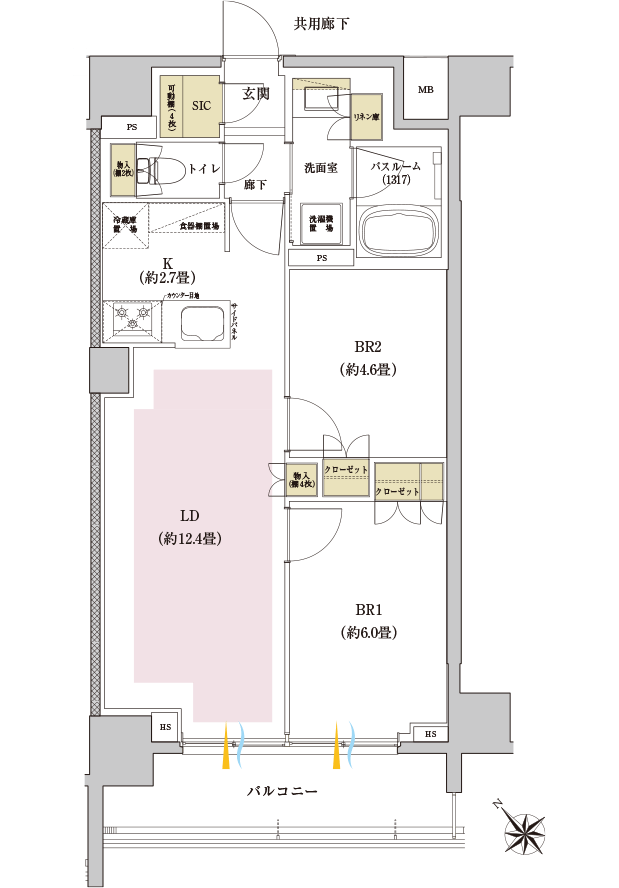 共用廊下
MB
可動棚(4枚)
SIC
玄関
リネン庫
PS
物入
(棚2枚)
トイレ
廊下
洗面室
バスルーム
(1317)
冷蔵庫
置場
食器棚置場
洗濯機
置場
PS
K
(約2.7畳)
カウンター目地
サイドパネル
BR2
(約4.6畳)
物入
(棚4枚)
クローゼット
クローゼット
LD
(約12.4畳)
BR1
(約6.0畳)
HS
HS
バルコニー
N